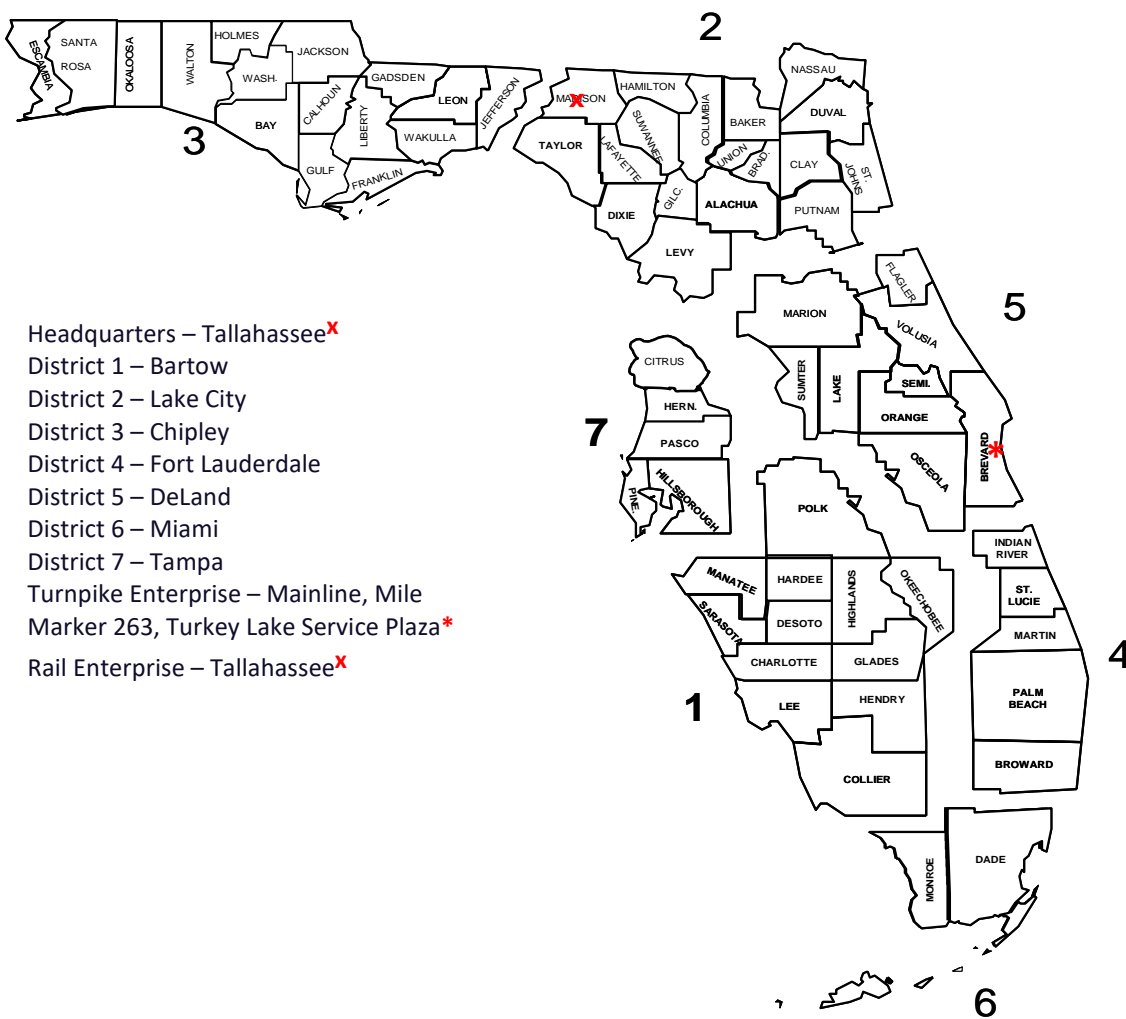 2
HOLMES
NASSAU
SANTA
ROSA
ESCAMBIA
OKALOOSA
WALTON
JACKSON
WASH-
GADSDEN
LEON
JEFFERSON
MADISON
x
HAMILTON
COLUMBIA
BAKER
DUVAL
CALHOUN
LIBERTY
BAY
3
WAKULLA
TAYLOR
SUWANNEE
LAFAYETTE
UNION
BRAD.
CLAY
ST.
JOHNS
GULF
FRANKLIN
GILC.
ALACHUA
PUTNAM
DIXIE
LEVY
FLAGLER
5
MARION
VOLUSIA
Headquarters – Tallahasseex
District 1 – Bartow
District 2 – Lake City
District 3 – Chipley
District 4 – Fort Lauderdale
District 5 – DeLand
District 6 – Miami
District 7 – Tampa
Turnpike Enterprise – Mainline, Mile
Marker 263, Turkey Lake Service Plaza*
Rail Enterprise – Tallahasseex
CITRUS
SUMTER
LAKE
SEMI.
ORANGE
HERN.
7
PASCO
BREVARD
*
OSCEOLA
PINE.
HILLSBOROUGH
POLK
INDIAN
RIVER
MANATEE
HARDEE
HIGHLANDS
OKEECHOBEE
ST.
LUCIE
SARASOTA
DESOTO
MARTIN
4
CHARLOTTE
GLADES
1
LEE
HENDRY
PALM
BEACH
BROWARD
COLLIER
MONROE
DADE
6